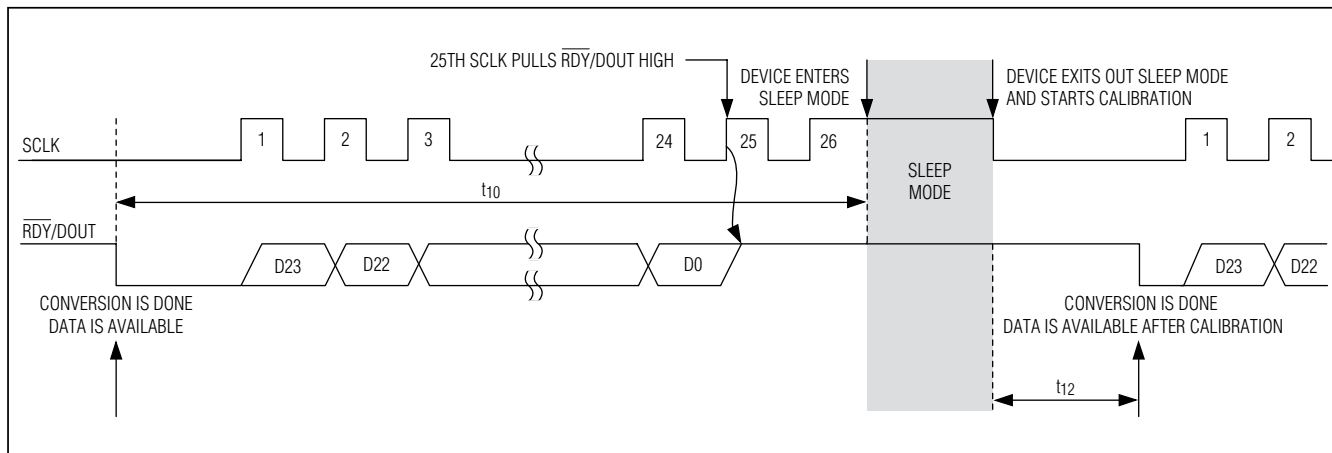 25TH SCLK PULLS R̅D̅Y̅/DOUT HIGH
DEVICE ENTERS
SLEEP MODE
DEVICE EXITS OUT SLEEP MODE
AND STARTS CALIBRATION
SCLK
1
2
3
24
25
26
1
2
SLEEP
MODE
t10
R̅D̅Y̅/DOUT
D23
D22
D0
D23
D22
CONVERSION IS DONE
DATA IS AVAILABLE
CONVERSION IS DONE
DATA IS AVAILABLE AFTER CALIBRATION
t12